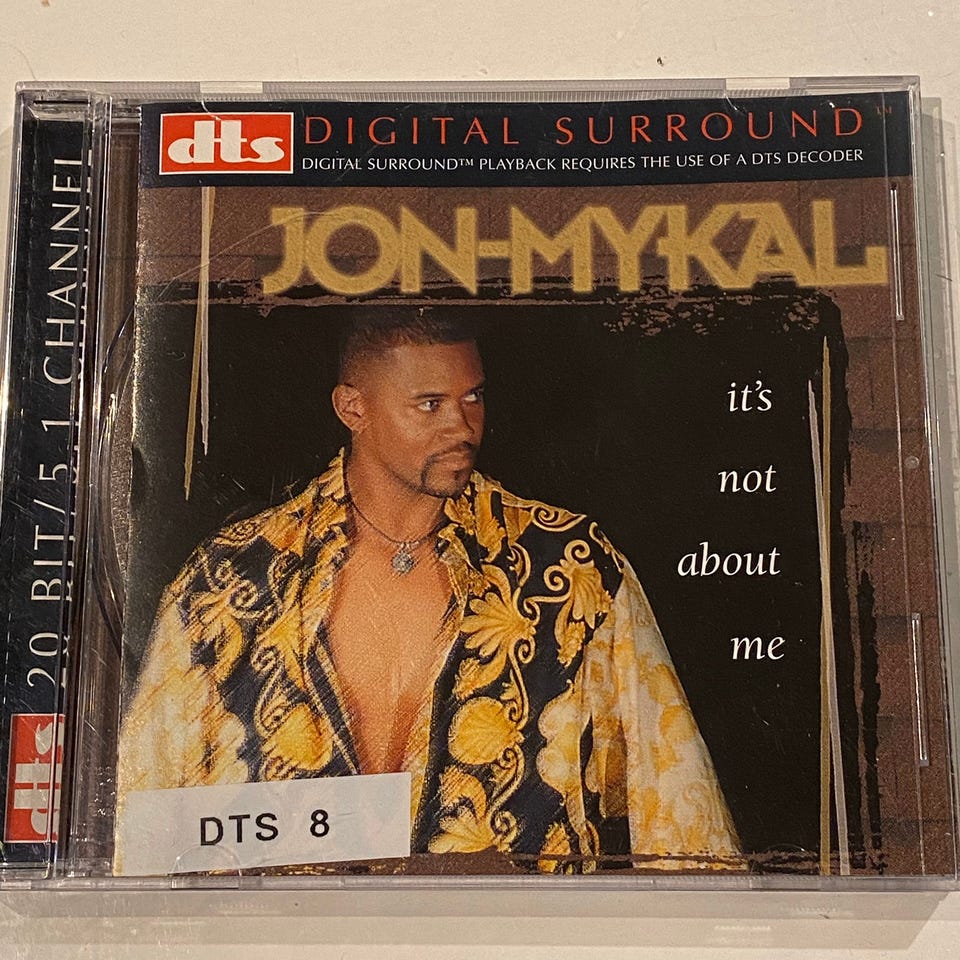 dts DIGITAL SURROUND™
DIGITAL SURROUND™ PLAYBACK REQUIRES THE USE OF A DTS DECODER
JON-MYKAL
it's
not
about
me
DTS 8
dts 20 BIT/5.1 CHANNEL